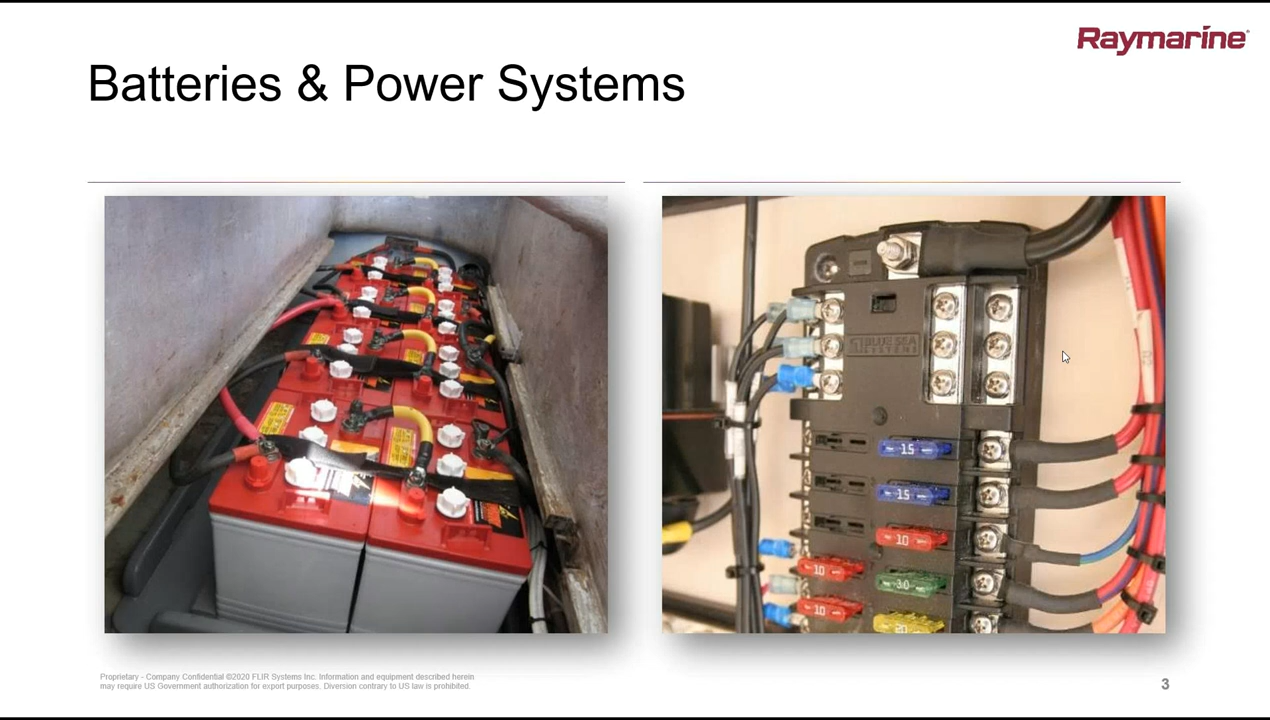 Raymarine
Batteries & Power Systems
BLUE SEA
SYSTEMS
15
15
10
10
30
10
20
Proprietary - Company Confidential ©2020 FLIR Systems Inc. Information and equipment described herein
may require US Government authorization for export purposes. Diversion contrary to US law is prohibited.
3